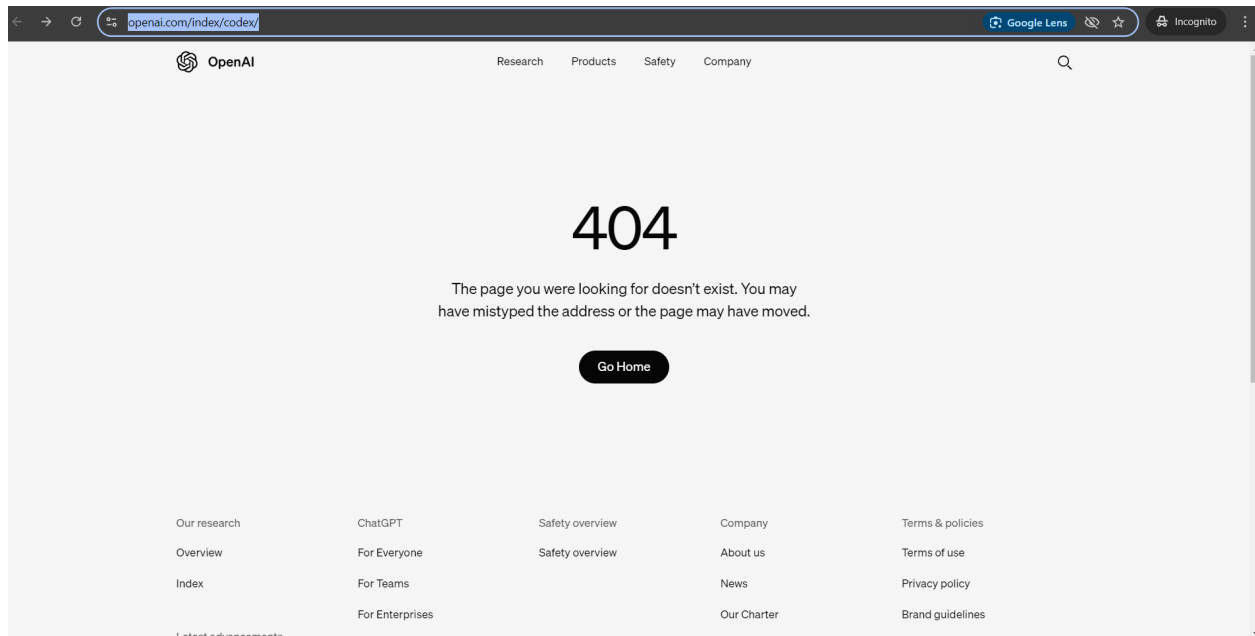 openai.com/index/codex/
Google Lens
Incognito
OpenAI
Research Products Safety Company
404
The page you were looking for doesn’t exist. You may
have mistyped the address or the page may have moved.
Go Home
Our research ChatGPT Safety overview Company Terms & policies
Overview For Everyone Safety overview About us Terms of use
Index For Teams News Privacy policy
For Enterprises Our Charter Brand guidelines
Latest advancements